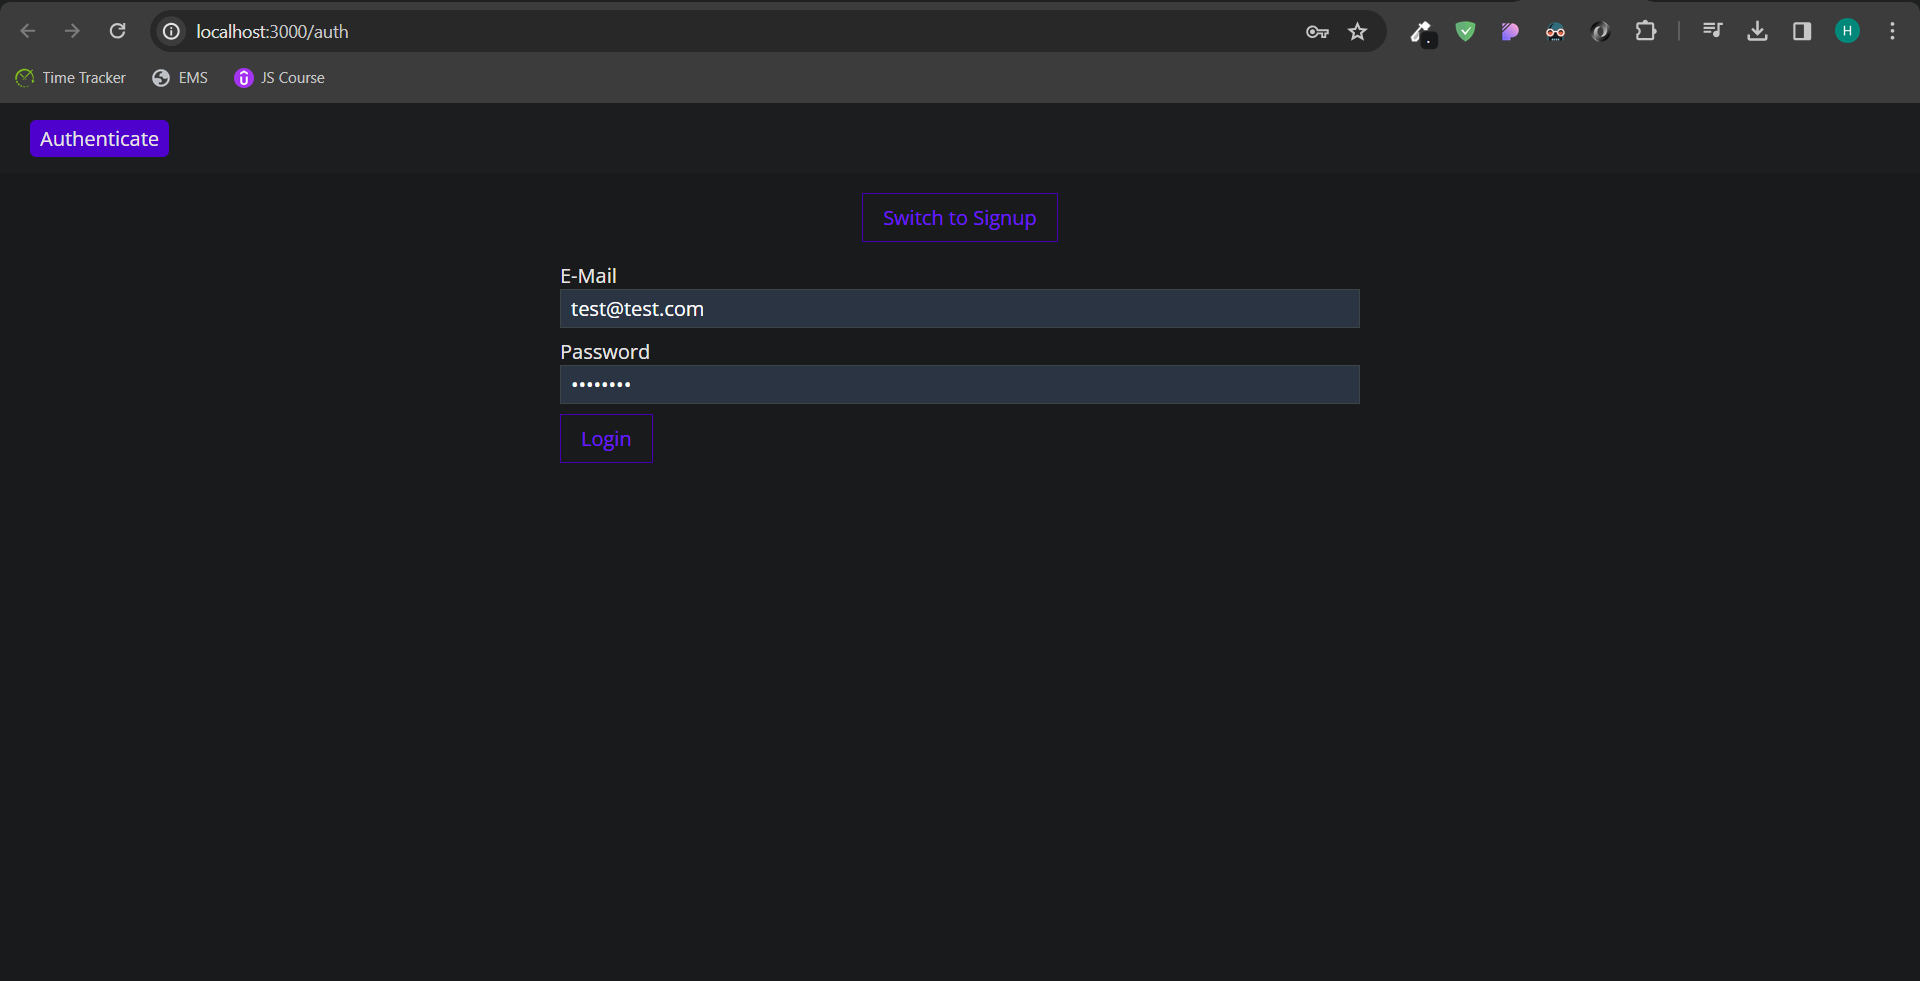 localhost:3000/auth
H
Time Tracker EMS JS Course
Authenticate
Switch to Signup
E-Mail
test@test.com
Password
••••••••
Login